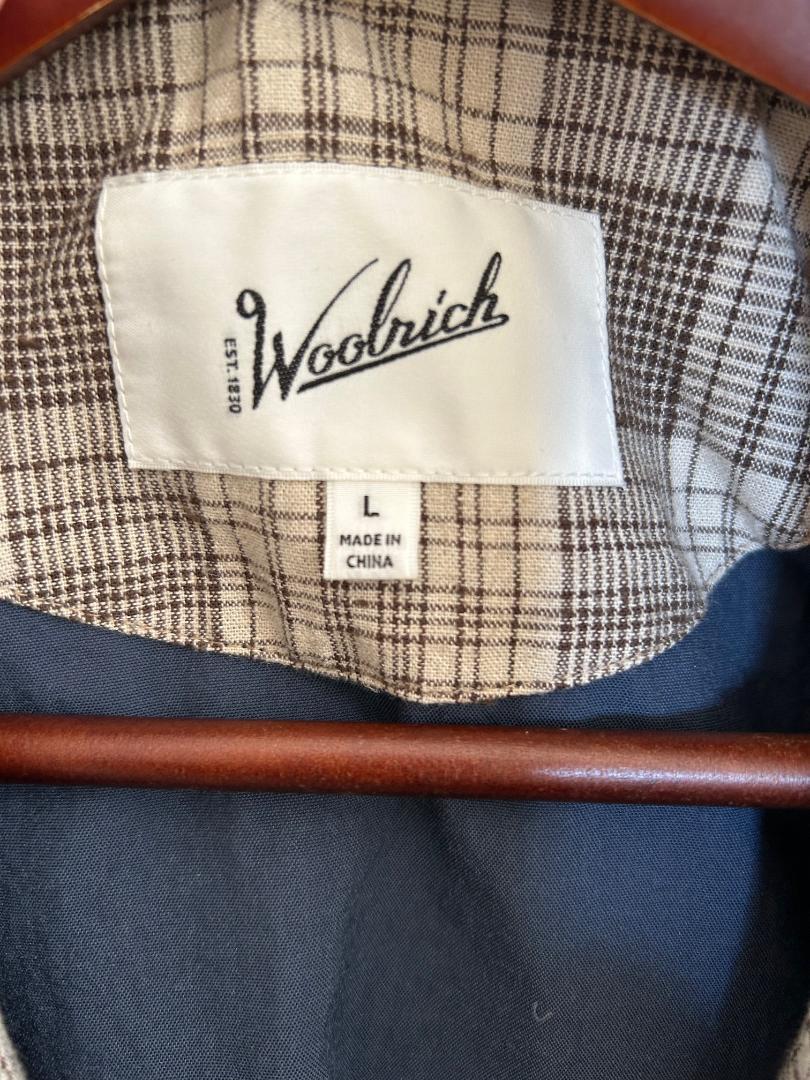 Woolrich
EST. 1830
L
MADE IN
CHINA